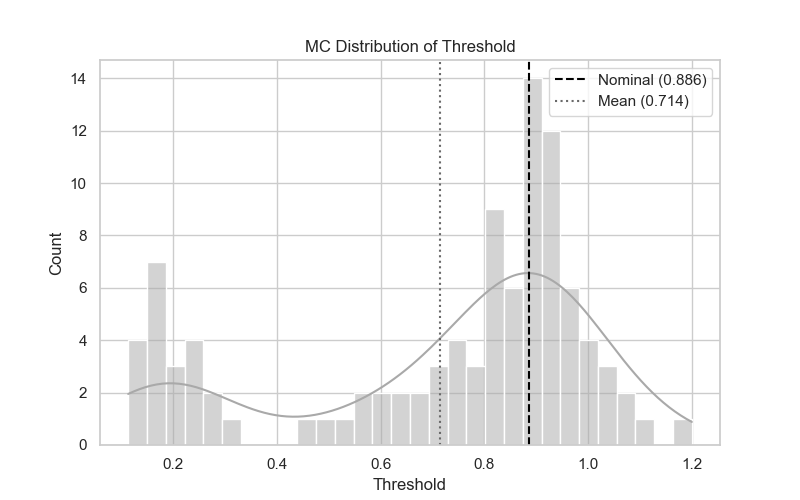 MC Distribution of Threshold
Nominal (0.886)
Mean (0.714)
Count
14
12
10
8
6
4
2
0
0.2 0.4 0.6 0.8 1.0 1.2
Threshold